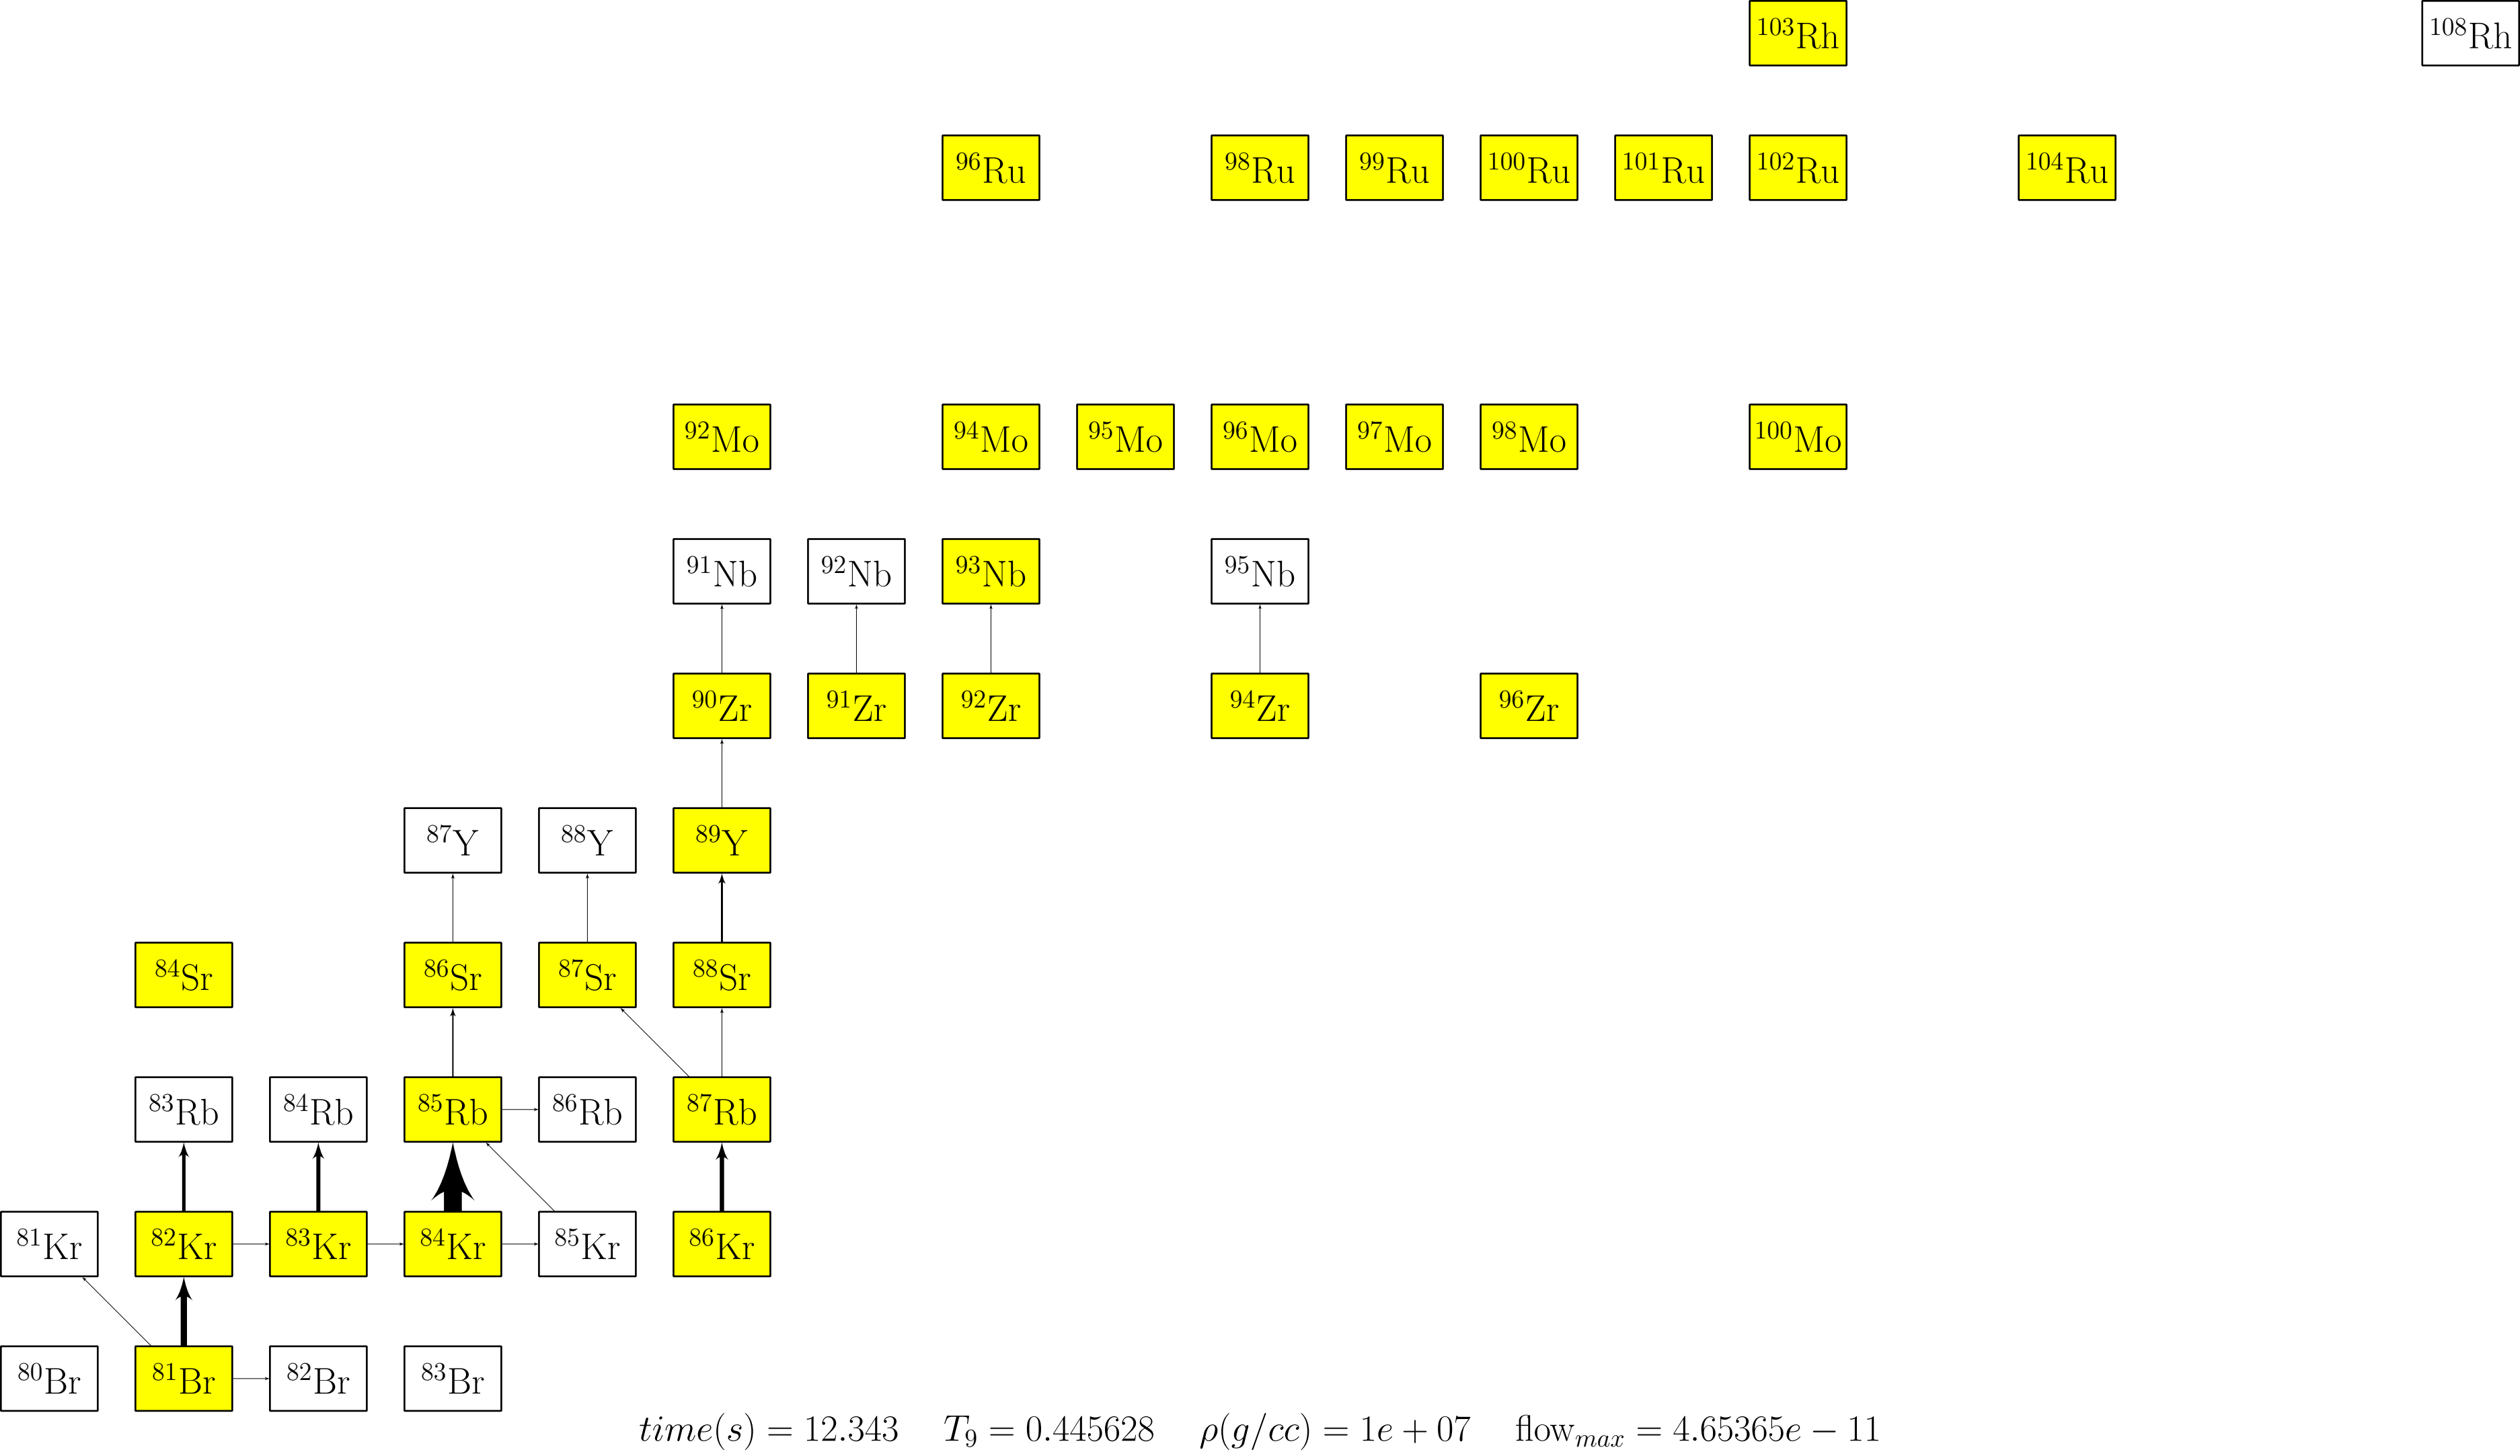 ¹⁰³Rh ¹⁰⁸Rh
⁹⁶Ru ⁹⁸Ru ⁹⁹Ru ¹⁰⁰Ru ¹⁰¹Ru ¹⁰²Ru ¹⁰⁴Ru
⁹²Mo ⁹⁴Mo ⁹⁵Mo ⁹⁶Mo ⁹⁷Mo ⁹⁸Mo ¹⁰⁰Mo
⁹¹Nb ⁹²Nb ⁹³Nb ⁹⁵Nb
⁹⁰Zr ⁹¹Zr ⁹²Zr ⁹⁴Zr ⁹⁶Zr
⁸⁷Y ⁸⁸Y ⁸⁹Y
⁸⁴Sr ⁸⁶Sr ⁸⁷Sr ⁸⁸Sr
⁸³Rb ⁸⁴Rb ⁸⁵Rb ⁸⁶Rb ⁸⁷Rb
⁸¹Kr ⁸²Kr ⁸³Kr ⁸⁴Kr ⁸⁵Kr ⁸⁶Kr
⁸⁰Br ⁸¹Br ⁸²Br ⁸³Br
time(s) = 12.343 T₉ = 0.445628 ρ(g/cc) = 1e + 07 flow_max = 4.65365e − 11